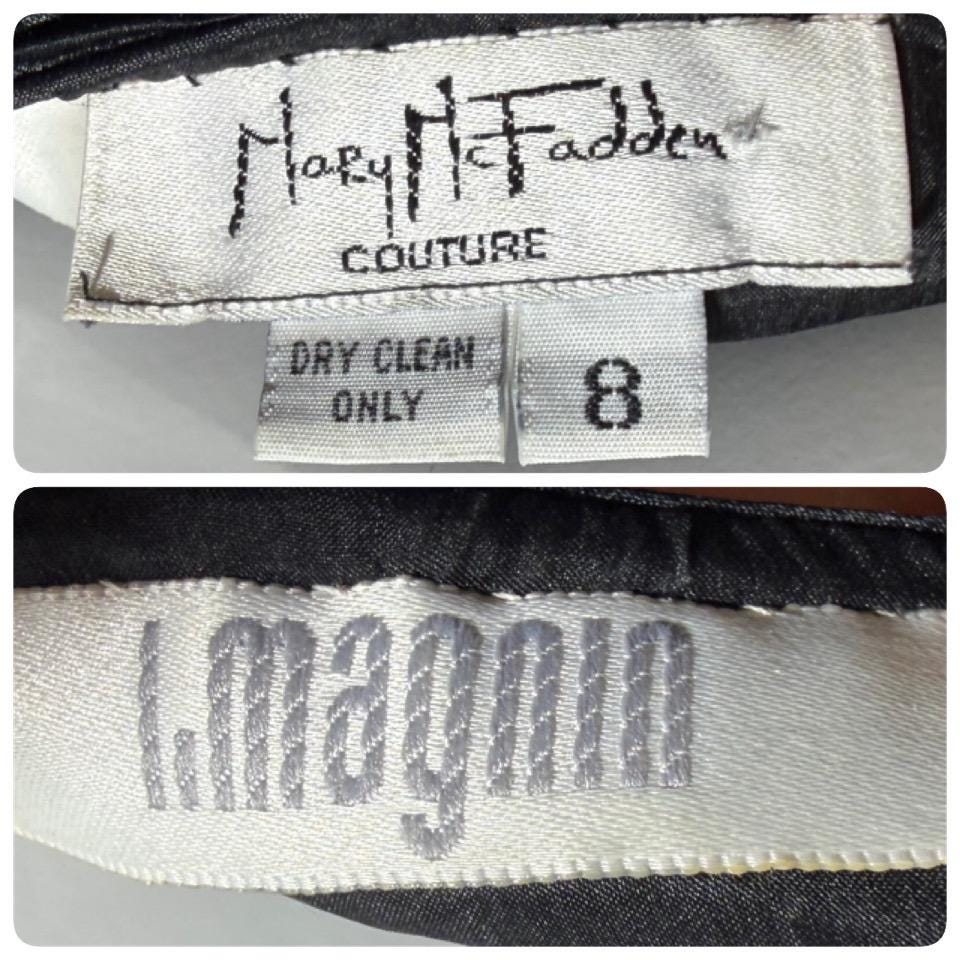 Mary McFadden
COUTURE
DRY CLEAN
ONLY
8
I.magnin